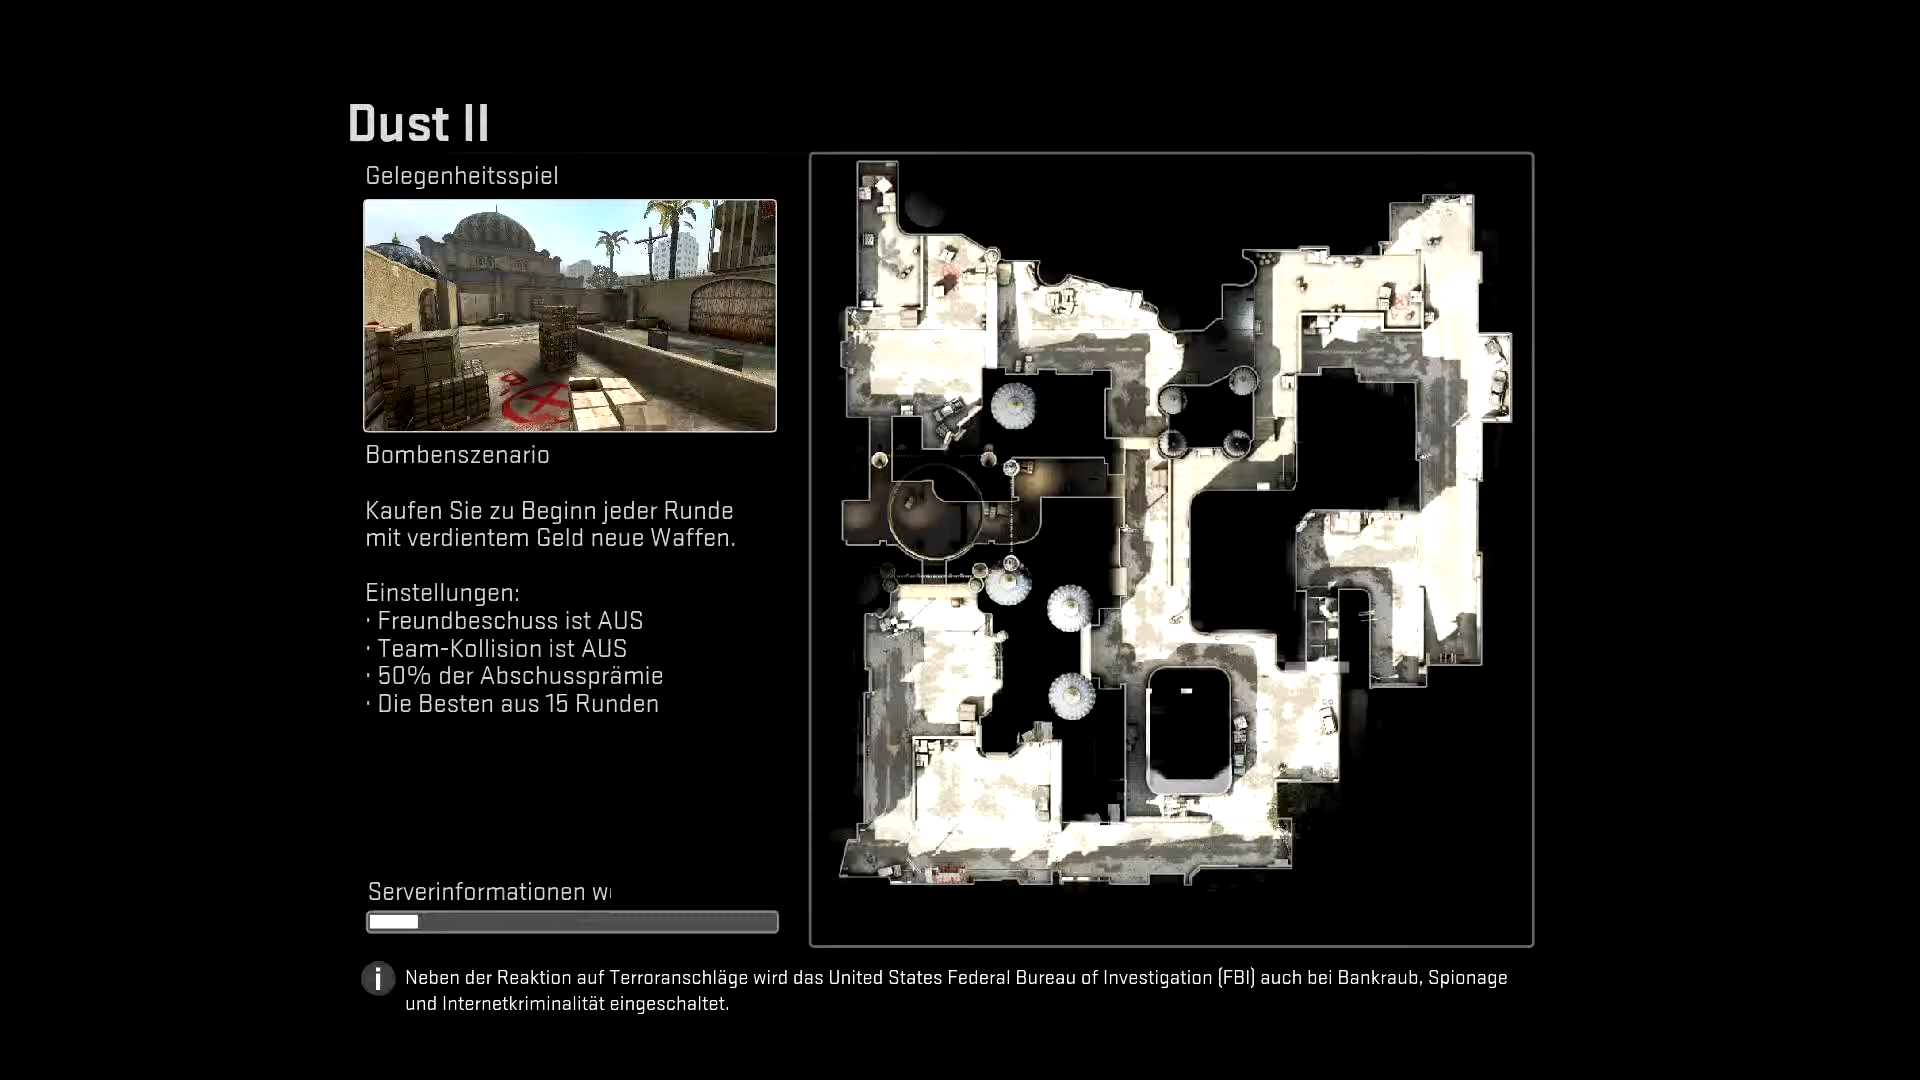 Dust II
Gelegenheitsspiel
Bombenszenario
Kaufen Sie zu Beginn jeder Runde
mit verdientem Geld neue Waffen.
Einstellungen:
· Freundbeschuss ist AUS
· Team-Kollision ist AUS
· 50% der Abschussprämie
· Die Besten aus 15 Runden
Serverinformationen
Neben der Reaktion auf Terroranschläge wird das United States Federal Bureau of Investigation (FBI) auch bei Bankraub, Spionage
und Internetkriminalität eingeschaltet.